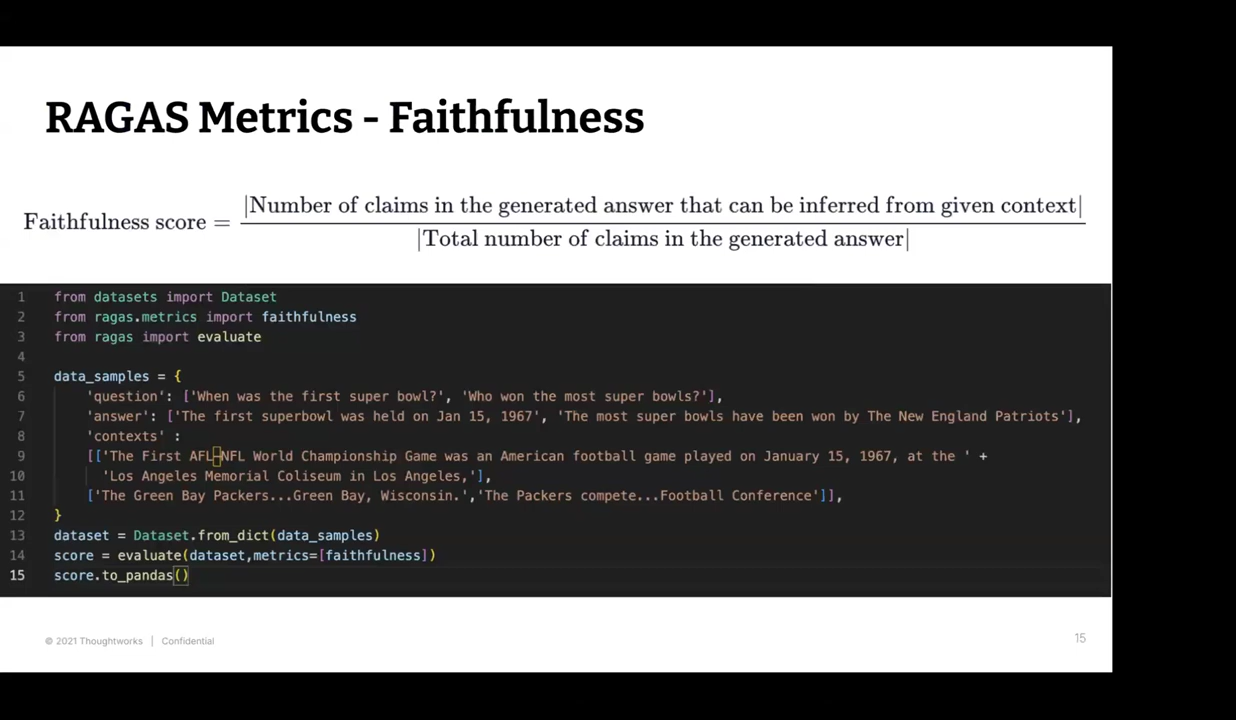 RAGAS Metrics - Faithfulness
Faithfulness score = |Number of claims in the generated answer that can be inferred from given context|
|Total number of claims in the generated answer|
1 from datasets import Dataset
2 from ragas.metrics import faithfulness
3 from ragas import evaluate
4
5 data_samples = {
6 'question': ['When was the first super bowl?', 'Who won the most super bowls?'],
7 'answer': ['The first superbowl was held on Jan 15, 1967', 'The most super bowls have been won by The New England Patriots'],
8 'contexts' :
9 [['The First AFL–NFL World Championship Game was an American football game played on January 15, 1967, at the ' +
10 'Los Angeles Memorial Coliseum in Los Angeles,'],
11 ['The Green Bay Packers...Green Bay, Wisconsin.','The Packers compete...Football Conference']],
12 }
13 dataset = Dataset.from_dict(data_samples)
14 score = evaluate(dataset,metrics=[faithfulness])
15 score.to_pandas()
© 2021 Thoughtworks | Confidential
15